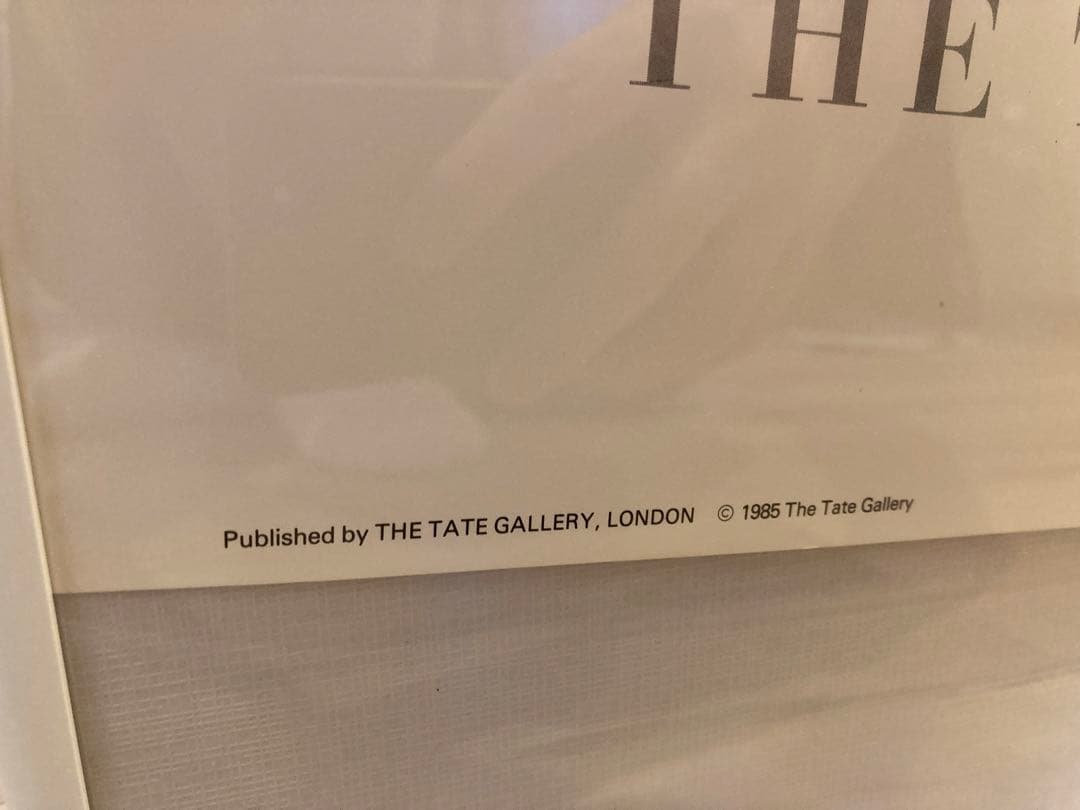 THE
Published by THE TATE GALLERY, LONDON © 1985 The Tate Gallery